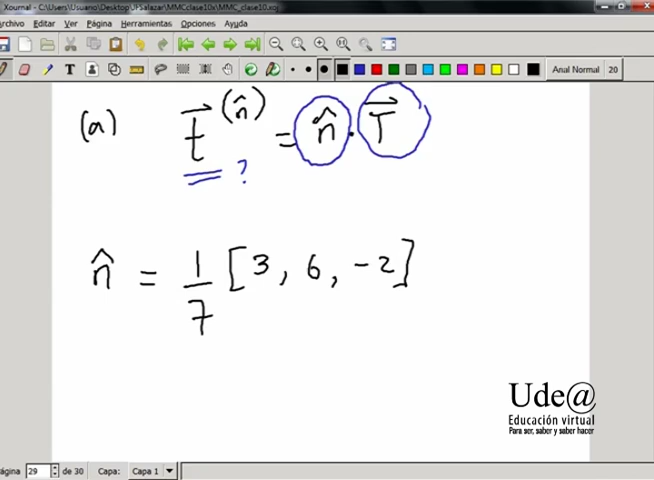 Xournal - C:\Users\Usuario\Desktop\JFSalazar\MMCclase10x\MMC_clase10.xoj
Archivo Editar Ver Página Herramientas Opciones Ayuda
T Anal Normal 20
(a) t⃗^(n̂) = n̂ · T⃗
?
n̂ = 1/7 [3, 6, -2]
Ude@
Educación virtual
Para ser, saber y saber hacer
Página 29 de 30 Capa: Capa 1